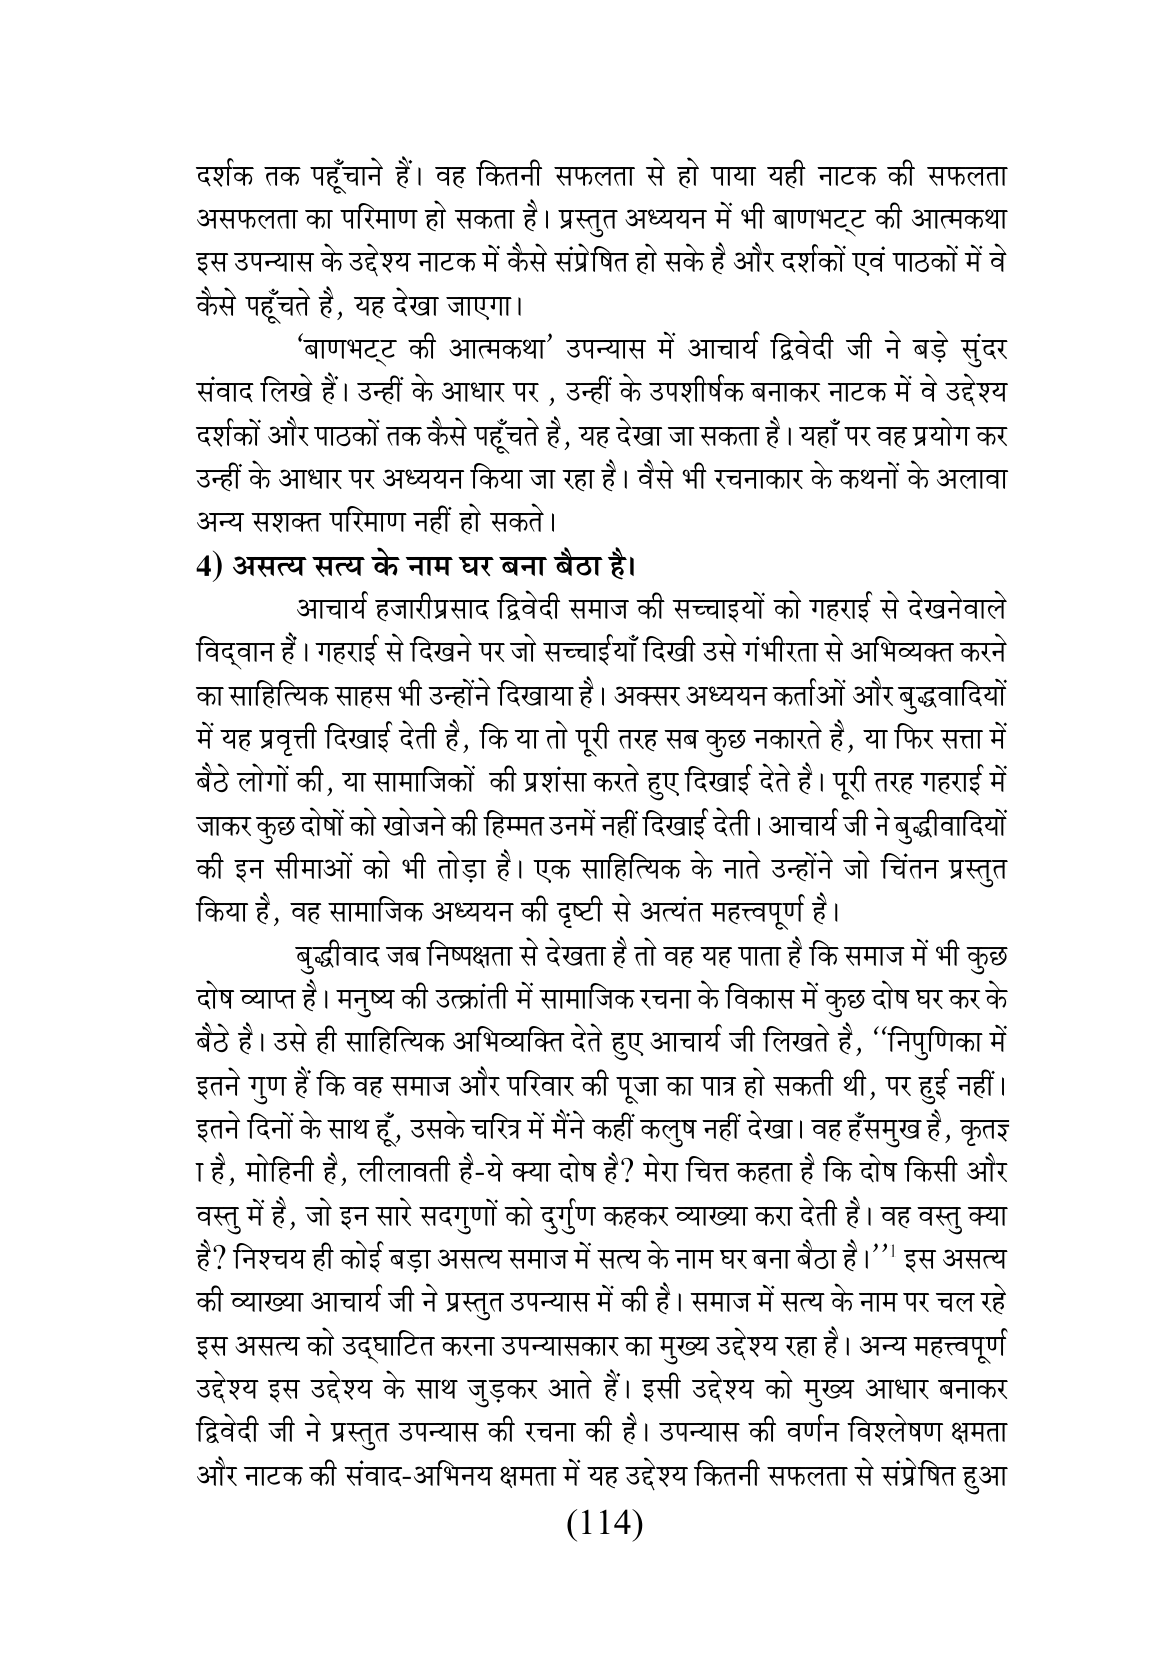 दर्शक तक पहूँचाने हैं। वह कितनी सफलता से हो पाया यही नाटक की सफलता
असफलता का परिमाण हो सकता है। प्रस्तुत अध्ययन में भी बाणभट्ट की आत्मकथा
इस उपन्यास के उद्देश्य नाटक में कैसे संप्रेषित हो सके है और दर्शकों एवं पाठकों में वे
कैसे पहूँचते है, यह देखा जाएगा।
‘बाणभट्ट की आत्मकथा’ उपन्यास में आचार्य द्विवेदी जी ने बड़े सुंदर
संवाद लिखे हैं। उन्हीं के आधार पर , उन्हीं के उपशीर्षक बनाकर नाटक में वे उद्देश्य
दर्शकों और पाठकों तक कैसे पहूँचते है, यह देखा जा सकता है। यहाँ पर वह प्रयोग कर
उन्हीं के आधार पर अध्ययन किया जा रहा है। वैसे भी रचनाकार के कथनों के अलावा
अन्य सशक्त परिमाण नहीं हो सकते।
4) असत्य सत्य के नाम घर बना बैठा है।
आचार्य हजारीप्रसाद द्विवेदी समाज की सच्चाइयों को गहराई से देखनेवाले
विद्‌वान हैं। गहराई से दिखने पर जो सच्चाईयाँ दिखी उसे गंभीरता से अभिव्यक्त करने
का साहित्यिक साहस भी उन्होंने दिखाया है। अक्सर अध्ययन कर्ताओं और बुद्धवादियों
में यह प्रवृत्ती दिखाई देती है, कि या तो पूरी तरह सब कुछ नकारते है, या फिर सत्ता में
बैठे लोगों की, या सामाजिकों की प्रशंसा करते हुए दिखाई देते है। पूरी तरह गहराई में
जाकर कुछ दोषों को खोजने की हिम्मत उनमें नहीं दिखाई देती। आचार्य जी ने बुद्धीवादियों
की इन सीमाओं को भी तोड़ा है। एक साहित्यिक के नाते उन्होंने जो चिंतन प्रस्तुत
किया है, वह सामाजिक अध्ययन की दृष्टी से अत्यंत महत्त्वपूर्ण है।
बुद्धीवाद जब निष्पक्षता से देखता है तो वह यह पाता है कि समाज में भी कुछ
दोष व्याप्त है। मनुष्य की उत्क्रांती में सामाजिक रचना के विकास में कुछ दोष घर कर के
बैठे है। उसे ही साहित्यिक अभिव्यक्ति देते हुए आचार्य जी लिखते है, ‘‘निपुणिका में
इतने गुण हैं कि वह समाज और परिवार की पूजा का पात्र हो सकती थी, पर हुई नहीं।
इतने दिनों के साथ हूँ, उसके चरित्र में मैंने कहीं कलुष नहीं देखा। वह हँसमुख है, कृतज्ञ
ा है, मोहिनी है, लीलावती है-ये क्या दोष है? मेरा चित्त कहता है कि दोष किसी और
वस्तु में है, जो इन सारे सदगुणों को दुर्गुण कहकर व्याख्या करा देती है। वह वस्तु क्या
है? निश्चय ही कोई बड़ा असत्य समाज में सत्य के नाम घर बना बैठा है।’’1 इस असत्य
की व्याख्या आचार्य जी ने प्रस्तुत उपन्यास में की है। समाज में सत्य के नाम पर चल रहे
इस असत्य को उद्‌घाटित करना उपन्यासकार का मुख्य उद्देश्य रहा है। अन्य महत्त्वपूर्ण
उद्देश्य इस उद्देश्य के साथ जुड़कर आते हैं। इसी उद्देश्य को मुख्य आधार बनाकर
द्विवेदी जी ने प्रस्तुत उपन्यास की रचना की है। उपन्यास की वर्णन विश्लेषण क्षमता
और नाटक की संवाद-अभिनय क्षमता में यह उद्देश्य कितनी सफलता से संप्रेषित हुआ
(114)